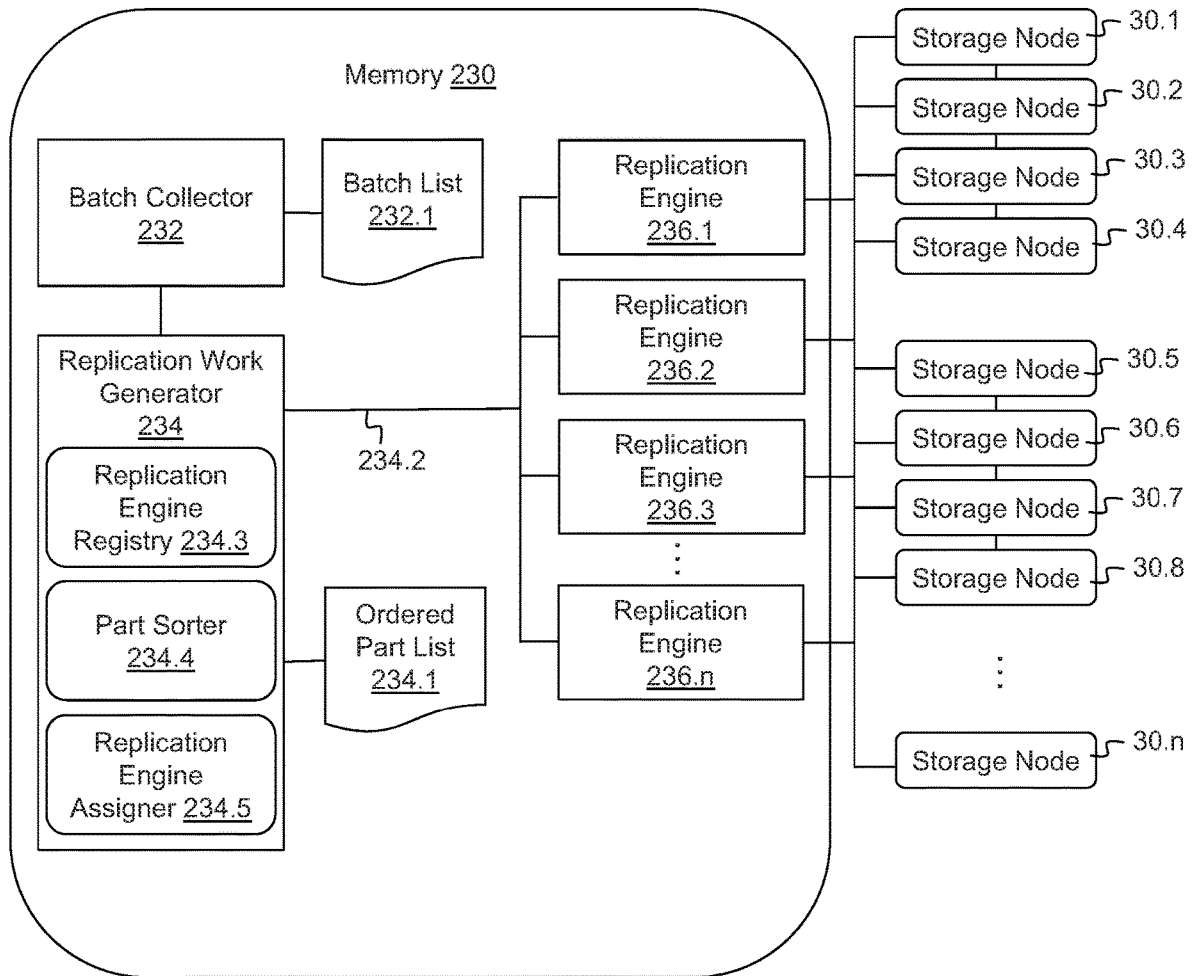 Memory 230
Batch Collector
232
Batch List
232.1
Replication Work
Generator
234
Replication
Engine
Registry 234.3
Part Sorter
234.4
Replication
Engine
Assigner 234.5
Ordered
Part List
234.1
234.2
Replication
Engine
236.1
Replication
Engine
236.2
Replication
Engine
236.3
Replication
Engine
236.n
Storage Node
30.1
Storage Node
30.2
Storage Node
30.3
Storage Node
30.4
Storage Node
30.5
Storage Node
30.6
Storage Node
30.7
Storage Node
30.8
Storage Node
30.n